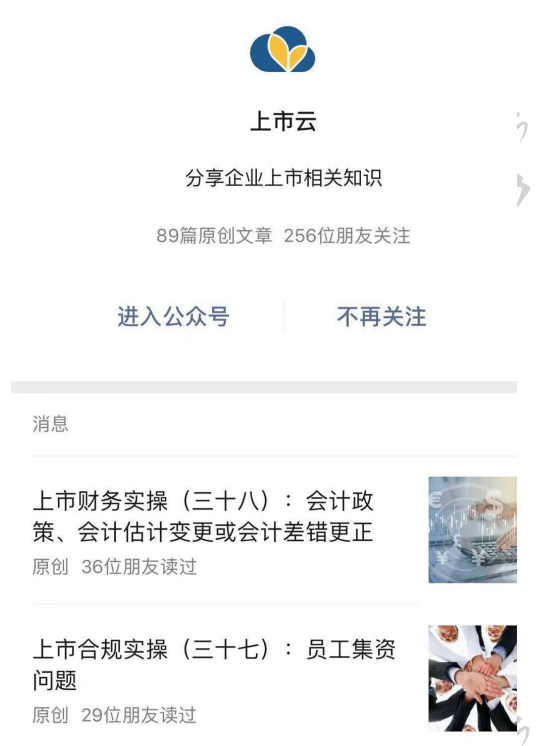 上市云
分享企业上市相关知识
89篇原创文章 256位朋友关注
进入公众号 不再关注
消息
上市财务实操（三十八）：会计政
策、会计估计变更或会计差错更正
原创 36位朋友读过
上市合规实操（三十七）：员工集资
问题
原创 29位朋友读过